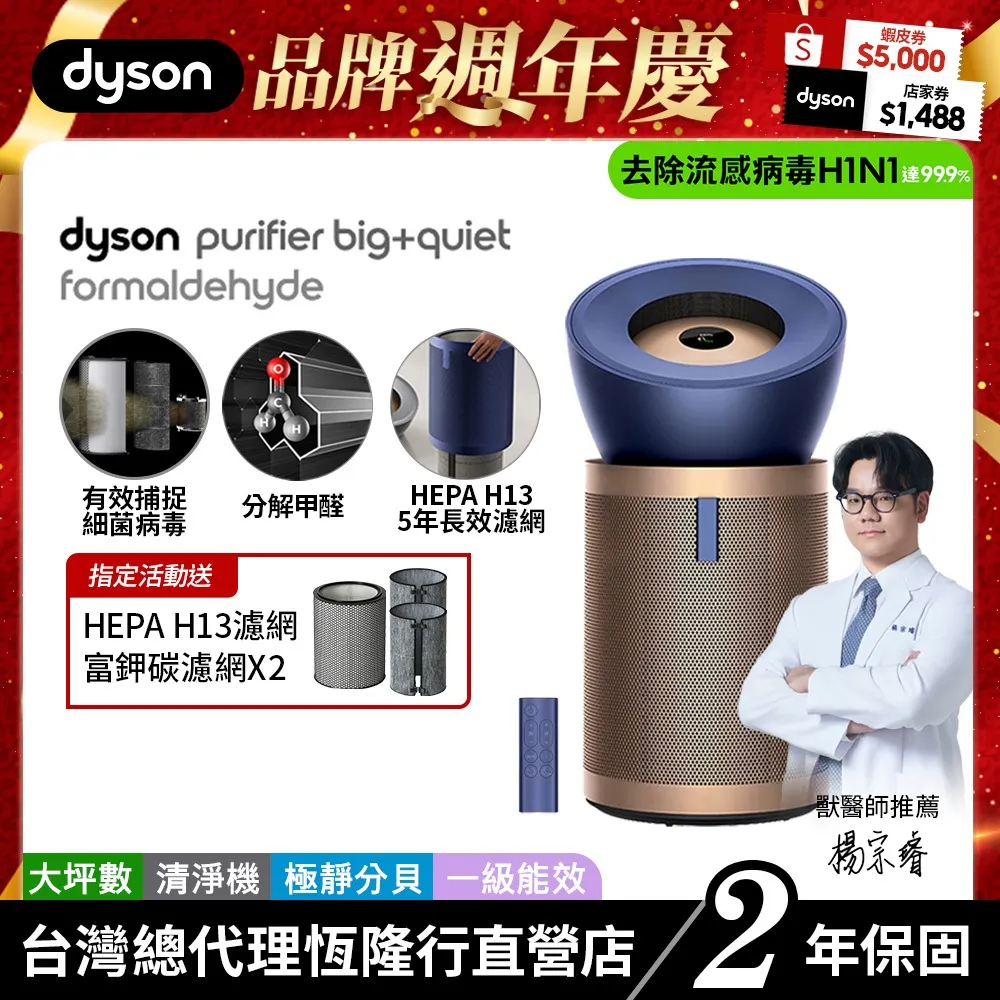 dyson 品牌週年慶
S 蝦皮券
$5,000
dyson 店家券
$1,488
去除流感病毒H1N1達99.9%
dyson purifier big+quiet
formaldehyde
O
C
H H
有效捕捉
細菌病毒
分解甲醛
HEPA H13
5年長效濾網
指定活動送
HEPA H13濾網
富鉀碳濾網X2
獸醫師推薦
楊宗睿
大坪數 清淨機 極靜分貝 一級能效
台灣總代理恆隆行直營店 2年保固